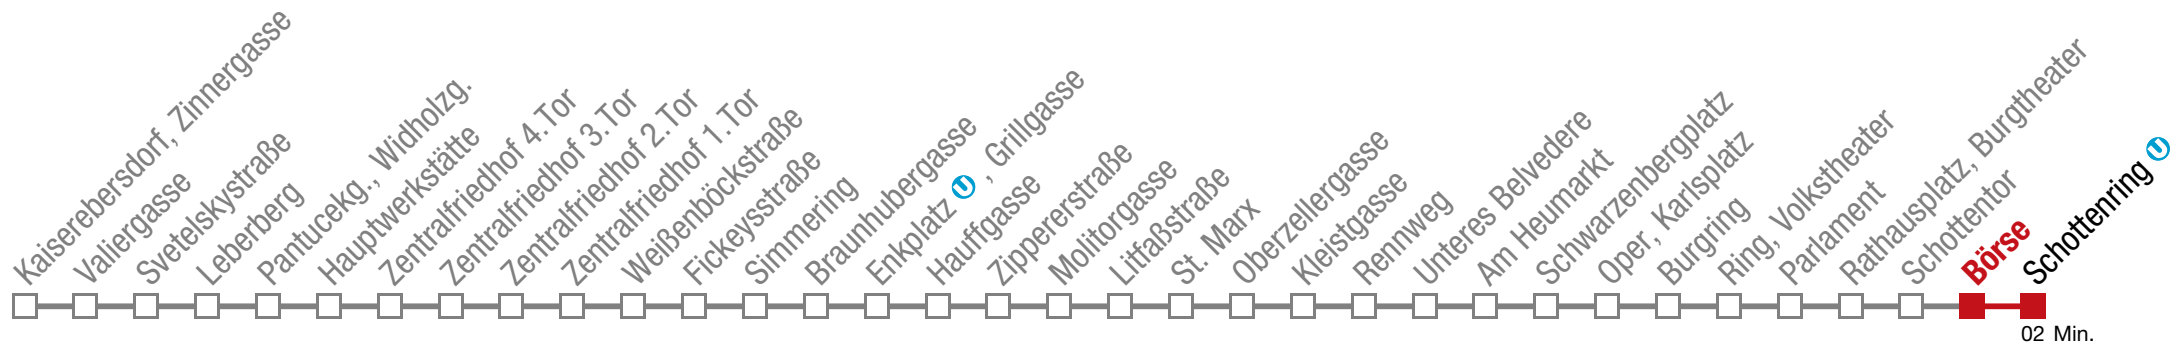 Kaiserebersdorf, Zinnergasse
Valiergasse
Svetelskystraße
Leberberg
Pantucekg., Widholzg.
Hauptwerkstätte
Zentralfriedhof 4.Tor
Zentralfriedhof 3.Tor
Zentralfriedhof 2.Tor
Zentralfriedhof 1.Tor
Weißenböckstraße
Fickeysstraße
Simmering
Braunhubergasse
Enkplatz U, Grillgasse
Hauffgasse
Zippererstraße
Molitorgasse
Litfaßstraße
St. Marx
Oberzellergasse
Kleistgasse
Rennweg
Unteres Belvedere
Am Heumarkt
Schwarzenbergplatz
Oper, Karlsplatz
Burgring
Ring, Volkstheater
Parlament
Rathausplatz, Burgtheater
Schottentor
Börse
Schottenring U
02 Min.